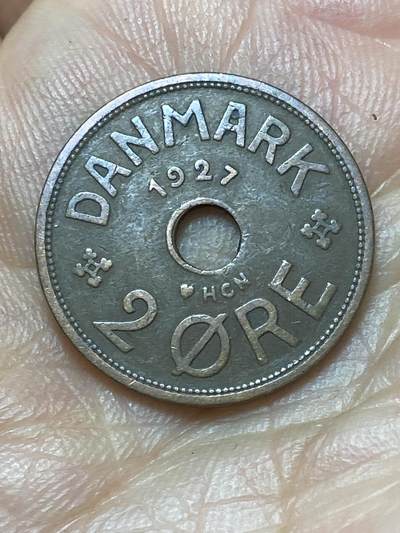 DANMARK
1927
♥ HCN
2 ØRE